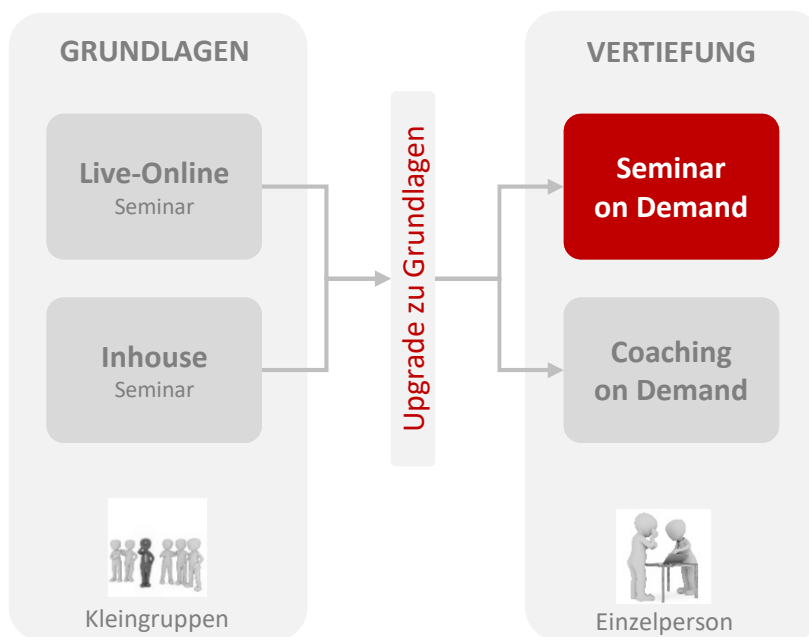 GRUNDLAGEN
Live-Online
Seminar
Inhouse
Seminar
Kleingruppen
Upgrade zu Grundlagen
VERTIEFUNG
Seminar
on Demand
Coaching
on Demand
Einzelperson